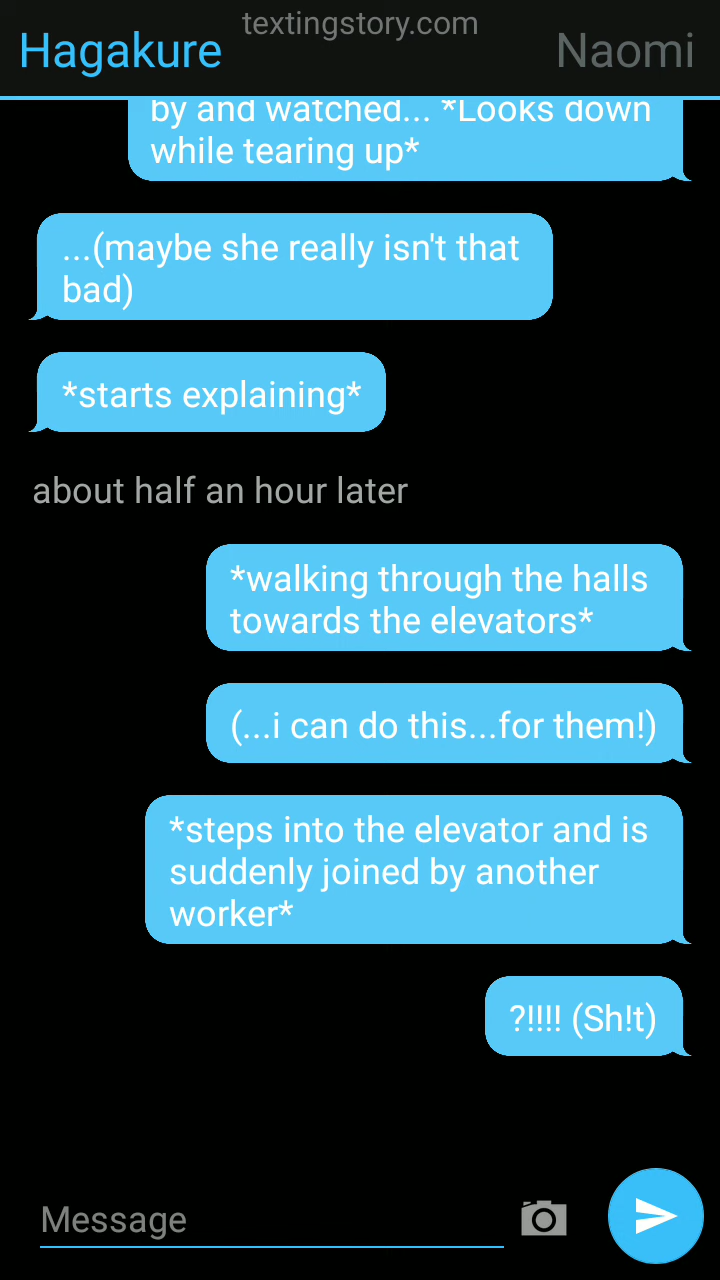 textingstory.com
Hagakure
Naomi
by and watched... *Looks down
while tearing up*
...(maybe she really isn't that
bad)
*starts explaining*
about half an hour later
*walking through the halls
towards the elevators*
(...i can do this...for them!)
*steps into the elevator and is
suddenly joined by another
worker*
?!!!! (Sh!t)
Message